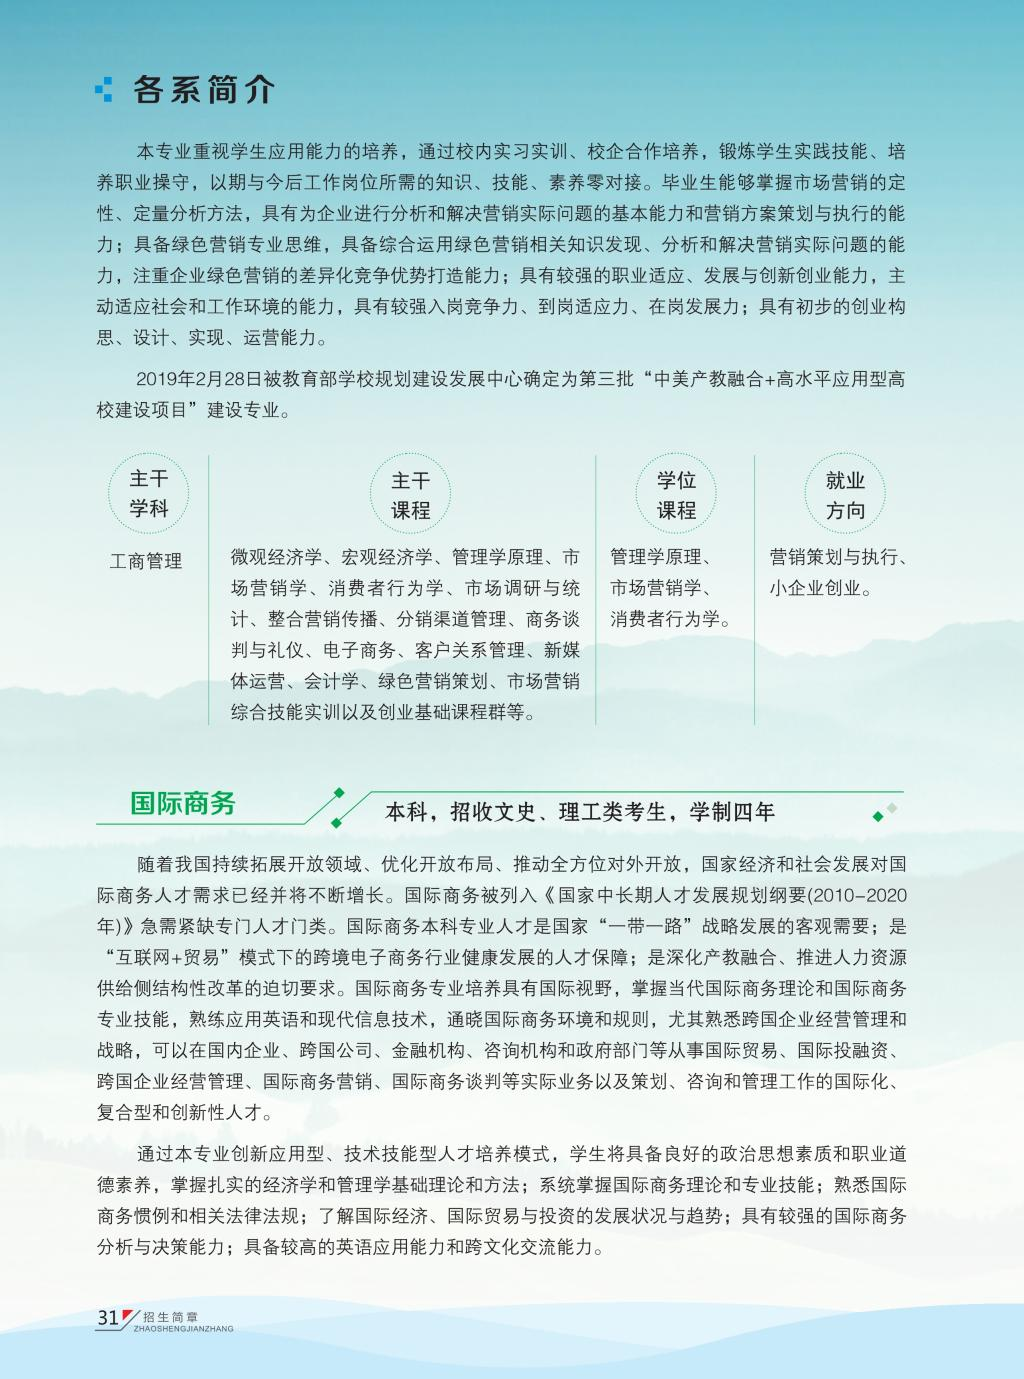 各系简介
本专业重视学生应用能力的培养，通过校内实习实训、校企合作培养，锻炼学生实践技能、培
养职业操守，以期与今后工作岗位所需的知识、技能、素养零对接。毕业生能够掌握市场营销的定
性、定量分析方法，具有为企业进行分析和解决营销实际问题的基本能力和营销方案策划与执行的能
力；具备绿色营销专业思维，具备综合运用绿色营销相关知识发现、分析和解决营销实际问题的能
力，注重企业绿色营销的差异化竞争优势打造能力；具有较强的职业适应、发展与创新创业能力，主
动适应社会和工作环境的能力，具有较强入岗竞争力、到岗适应力、在岗发展力；具有初步的创业构
思、设计、实现、运营能力。
2019年2月28日被教育部学校规划建设发展中心确定为第三批“中美产教融合+高水平应用型高
校建设项目”建设专业。
主干
学科
工商管理
主干
课程
微观经济学、宏观经济学、管理学原理、市
场营销学、消费者行为学、市场调研与统
计、整合营销传播、分销渠道管理、商务谈
判与礼仪、电子商务、客户关系管理、新媒
体运营、会计学、绿色营销策划、市场营销
综合技能实训以及创业基础课程群等。
学位
课程
管理学原理、
市场营销学、
消费者行为学。
就业
方向
营销策划与执行、
小企业创业。
国际商务
本科，招收文史、理工类考生，学制四年
随着我国持续拓展开放领域、优化开放布局、推动全方位对外开放，国家经济和社会发展对国
际商务人才需求已经并将不断增长。国际商务被列入《国家中长期人才发展规划纲要(2010-2020
年)》急需紧缺专门人才门类。国际商务本科专业人才是国家“一带一路”战略发展的客观需要；是
“互联网+贸易”模式下的跨境电子商务行业健康发展的人才保障；是深化产教融合、推进人力资源
供给侧结构性改革的迫切要求。国际商务专业培养具有国际视野，掌握当代国际商务理论和国际商务
专业技能，熟练应用英语和现代信息技术，通晓国际商务环境和规则，尤其熟悉跨国企业经营管理和
战略，可以在国内企业、跨国公司、金融机构、咨询机构和政府部门等从事国际贸易、国际投融资、
跨国企业经营管理、国际商务营销、国际商务谈判等实际业务以及策划、咨询和管理工作的国际化、
复合型和创新性人才。
通过本专业创新应用型、技术技能型人才培养模式，学生将具备良好的政治思想素质和职业道
德素养，掌握扎实的经济学和管理学基础理论和方法；系统掌握国际商务理论和专业技能；熟悉国际
商务惯例和相关法律法规；了解国际经济、国际贸易与投资的发展状况与趋势；具有较强的国际商务
分析与决策能力；具备较高的英语应用能力和跨文化交流能力。
31 招生简章
ZHAOSHENGJIANZHANG